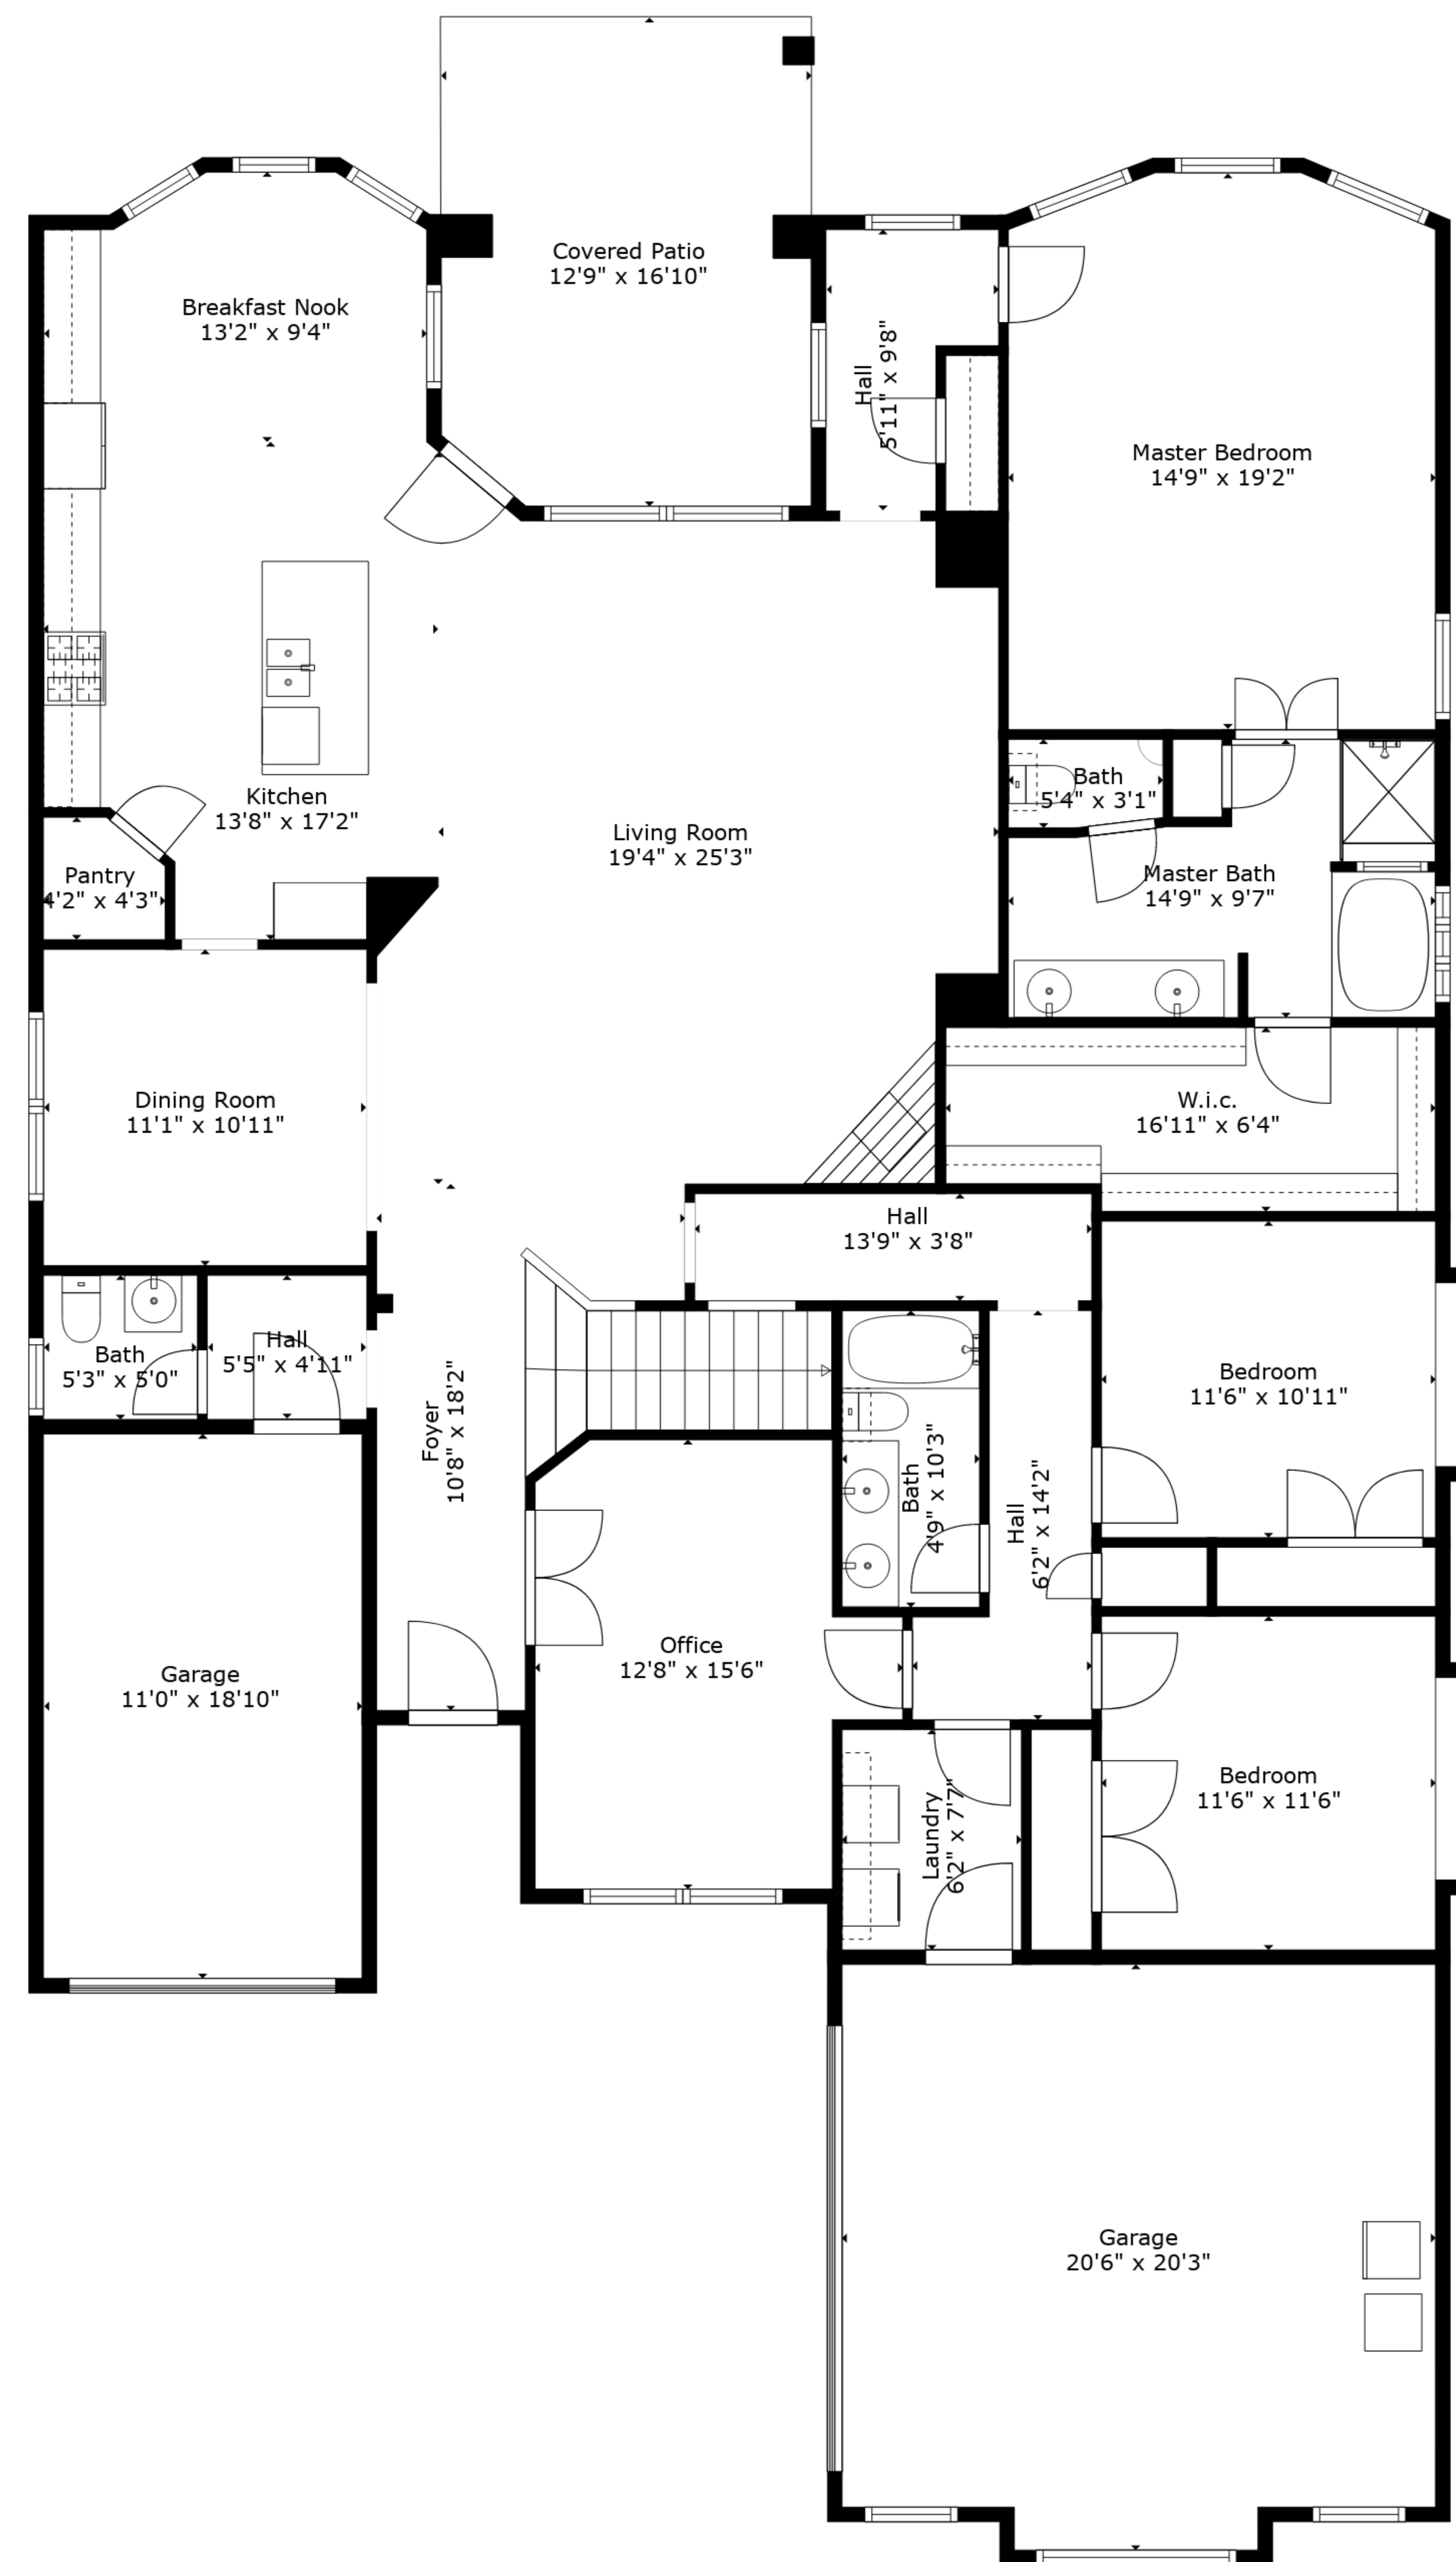 Covered Patio
12'9" x 16'10"
Breakfast Nook
13'2" x 9'4"
Hall
5'11" x 9'8"
Master Bedroom
14'9" x 19'2"
Kitchen
13'8" x 17'2"
Living Room
19'4" x 25'3"
Bath
5'4" x 3'1"
Pantry
4'2" x 4'3"
Master Bath
14'9" x 9'7"
Dining Room
11'1" x 10'11"
W.i.c.
16'11" x 6'4"
Hall
13'9" x 3'8"
Bath
5'3" x 5'0"
Hall
5'5" x 4'11"
Foyer
10'8" x 18'2"
Bath
4'9" x 10'3"
Hall
6'2" x 14'2"
Bedroom
11'6" x 10'11"
Garage
11'0" x 18'10"
Office
12'8" x 15'6"
Laundry
6'2" x 7'7"
Bedroom
11'6" x 11'6"
Garage
20'6" x 20'3"